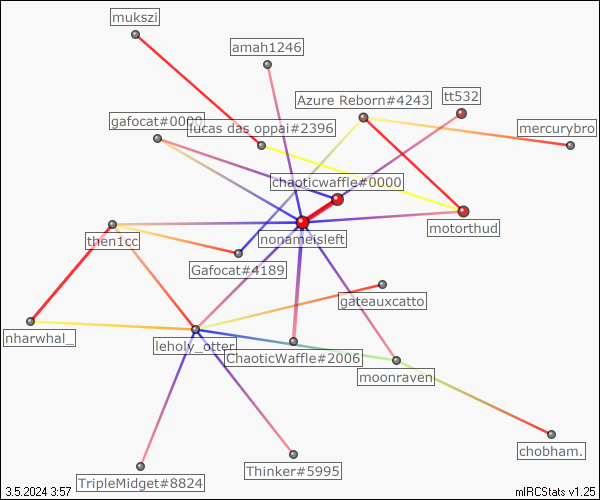 mukszi
amah1246
Azure Reborn#4243
tt532
gafocat#0000
lucas das oppai#2396
mercurybro
chaoticwaffle#0000
motorthud
then1cc
nonameisleft
Gafocat#4189
gateauxcatto
nharwhal_
leholy_otter
ChaoticWaffle#2006
moonraven
chobham.
Thinker#5995
TripleMidget#8824
3.5.2024 3:57
mIRCStats v1.25